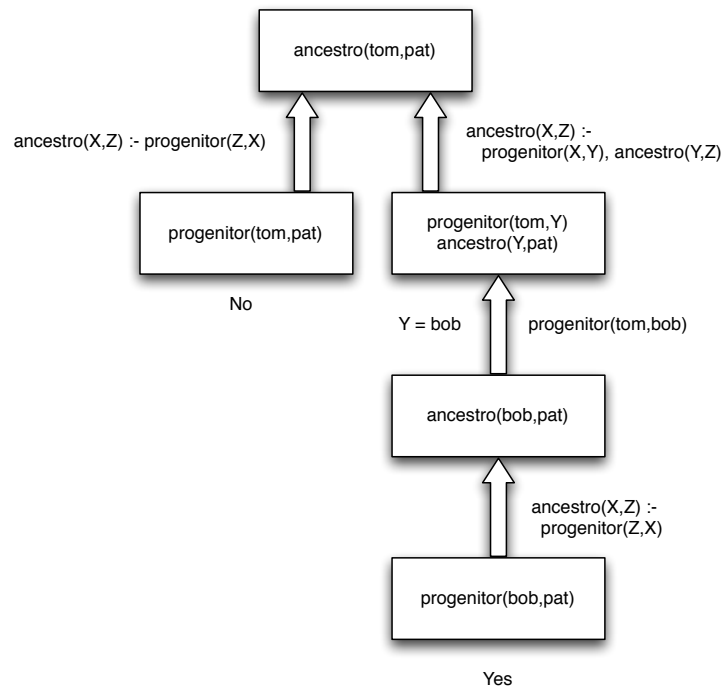 ancestro(tom,pat)
ancestro(X,Z) :- progenitor(Z,X)
ancestro(X,Z) :-
progenitor(X,Y), ancestro(Y,Z)
progenitor(tom,pat)
progenitor(tom,Y)
ancestro(Y,pat)
No
Y = bob
progenitor(tom,bob)
ancestro(bob,pat)
ancestro(X,Z) :-
progenitor(Z,X)
progenitor(bob,pat)
Yes